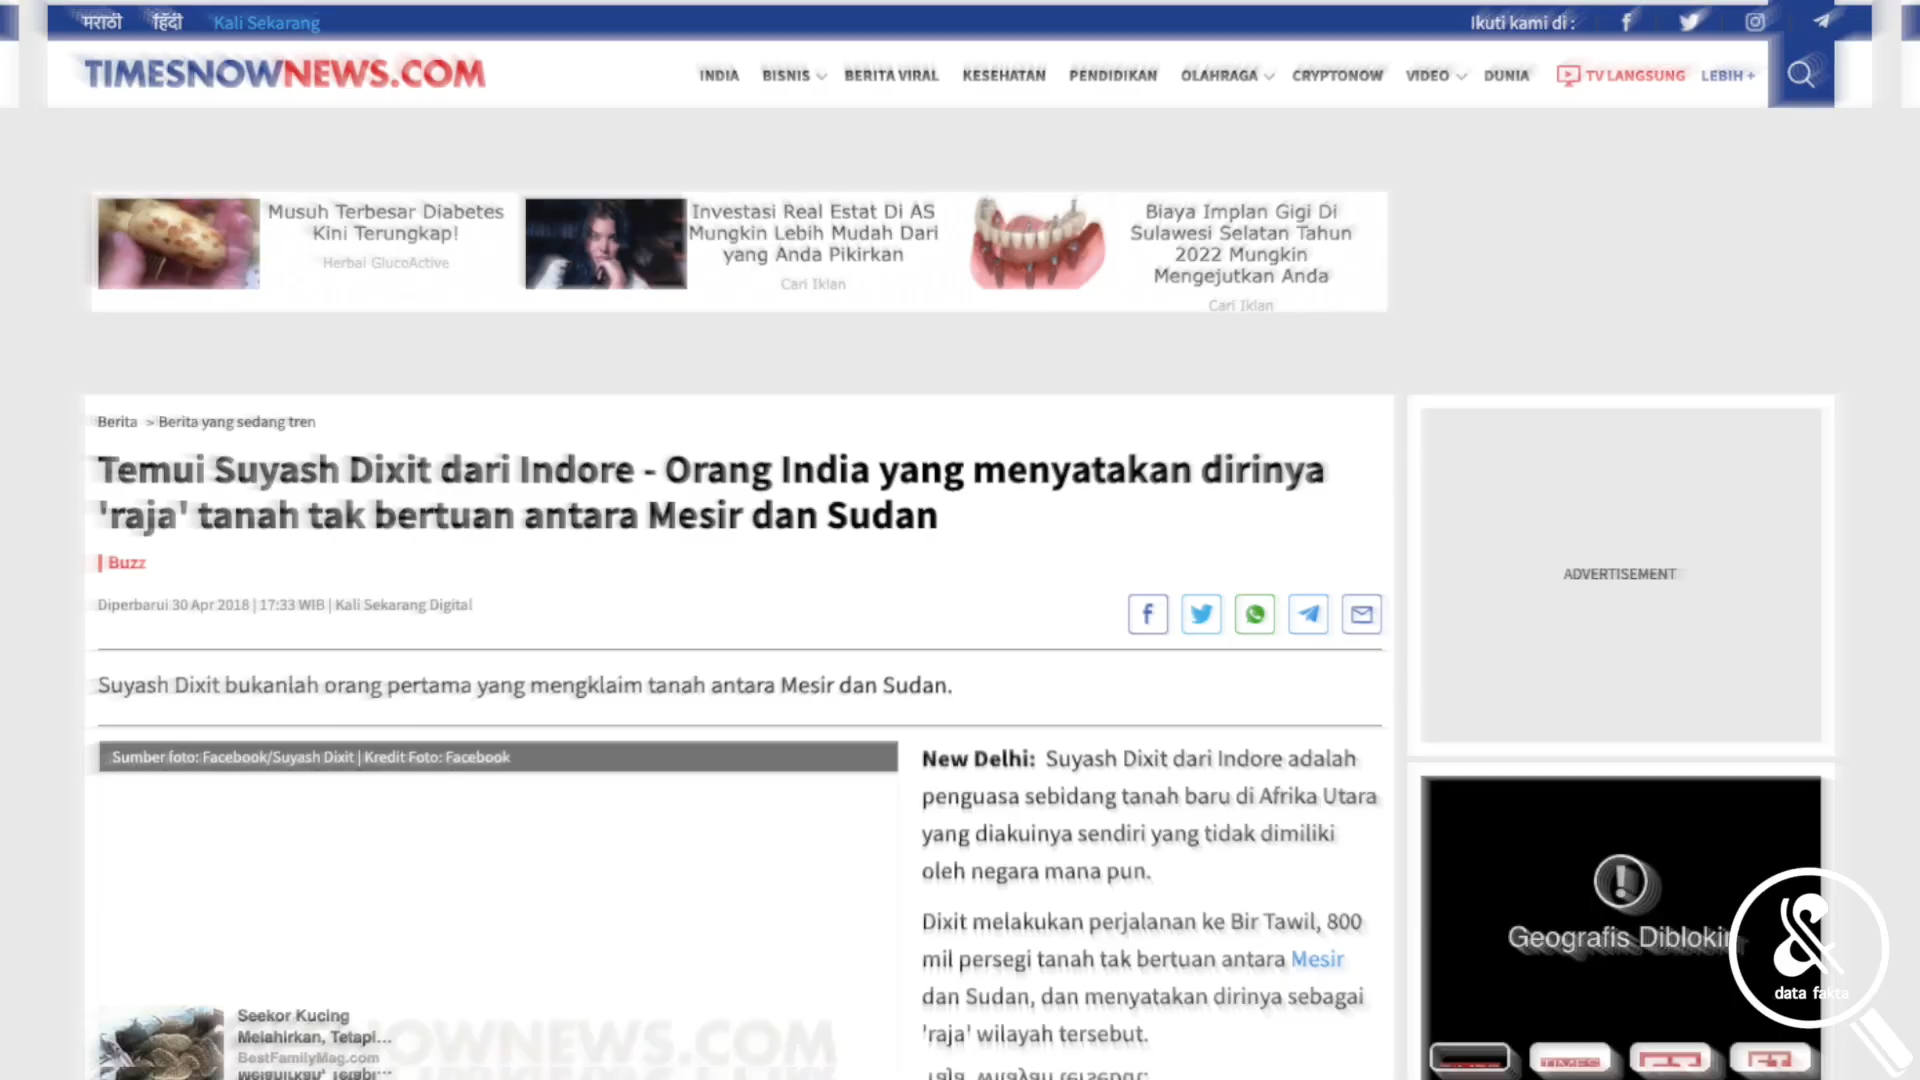 मराठी हिंदी Kali Sekarang Ikuti kami di :
TIMESNOWNEWS.COM INDIA BISNIS BERITA VIRAL KESEHATAN PENDIDIKAN OLAHRAGA CRYPTONOW VIDEO DUNIA TV LANGSUNG LEBIH +
Musuh Terbesar Diabetes
Kini Terungkap!
Herbal GlucoActive
Investasi Real Estat Di AS
Mungkin Lebih Mudah Dari
yang Anda Pikirkan
Cari Iklan
Biaya Implan Gigi Di
Sulawesi Selatan Tahun
2022 Mungkin
Mengejutkan Anda
Cari Iklan
Berita > Berita yang sedang tren
Temui Suyash Dixit dari Indore - Orang India yang menyatakan dirinya
'raja' tanah tak bertuan antara Mesir dan Sudan
Buzz
Diperbarui 30 Apr 2018 | 17:33 WIB | Kali Sekarang Digital
Suyash Dixit bukanlah orang pertama yang mengklaim tanah antara Mesir dan Sudan.
Sumber foto: Facebook/Suyash Dixit | Kredit Foto: Facebook
New Delhi: Suyash Dixit dari Indore adalah
penguasa sebidang tanah baru di Afrika Utara
yang diakuinya sendiri yang tidak dimiliki
oleh negara mana pun.
Dixit melakukan perjalanan ke Bir Tawil, 800
mil persegi tanah tak bertuan antara Mesir
dan Sudan, dan menyatakan dirinya sebagai
'raja' wilayah tersebut.
Seekor Kucing
Melahirkan, Tetapi...
BestFamilyMag.com
ADVERTISEMENT
Geografis Diblokir
data fakta
TIMES